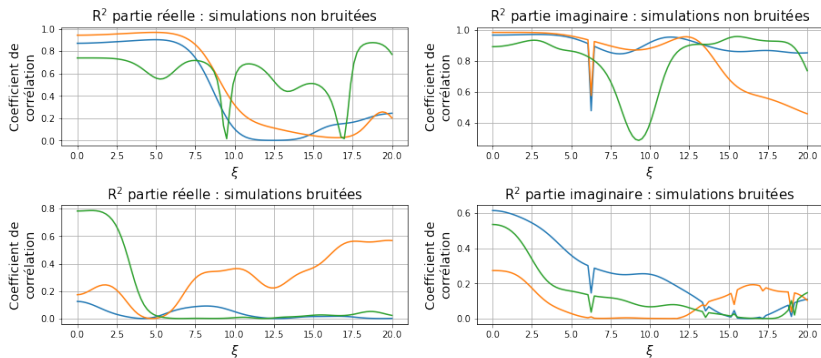 R² partie réelle : simulations non bruitées
Coefficient de
corrélation
1.0
0.8
0.6
0.4
0.2
0.0
0.0 2.5 5.0 7.5 10.0 12.5 15.0 17.5 20.0
ξ
R² partie imaginaire : simulations non bruitées
Coefficient de
corrélation
1.0
0.8
0.6
0.4
0.0 2.5 5.0 7.5 10.0 12.5 15.0 17.5 20.0
ξ
R² partie réelle : simulations bruitées
Coefficient de
corrélation
0.8
0.6
0.4
0.2
0.0
0.0 2.5 5.0 7.5 10.0 12.5 15.0 17.5 20.0
ξ
R² partie imaginaire : simulations bruitées
Coefficient de
corrélation
0.6
0.4
0.2
0.0
0.0 2.5 5.0 7.5 10.0 12.5 15.0 17.5 20.0
ξ